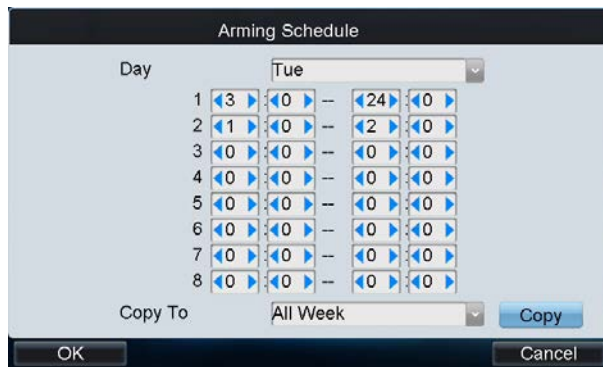 Arming Schedule
Day Tue
1 3 : 0 -- 24 : 0
2 1 : 0 -- 2 : 0
3 0 : 0 -- 0 : 0
4 0 : 0 -- 0 : 0
5 0 : 0 -- 0 : 0
6 0 : 0 -- 0 : 0
7 0 : 0 -- 0 : 0
8 0 : 0 -- 0 : 0
Copy To All Week Copy
OK Cancel